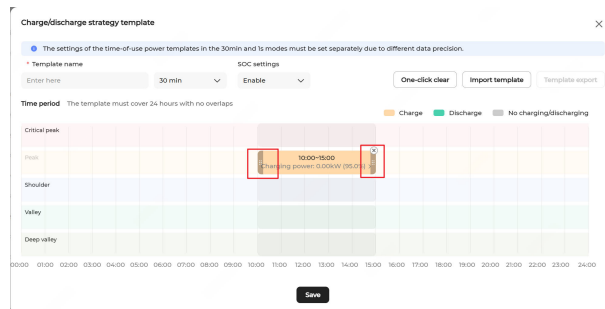 Charge/discharge strategy template
The settings of the time-of-use power templates in the 30min and 1s modes must be set separately due to different data precision.
* Template name
SOC settings
Enter here
30 min
Enable
One-click clear
Import template
Template export
Time period The template must cover 24 hours with no overlaps
Charge
Discharge
No charging/discharging
Critical peak
Peak
10:00~15:00
Charging power: 0.00kW (115.0%)
Shoulder
Valley
Deep valley
00:00 01:00 02:00 03:00 04:00 05:00 06:00 07:00 08:00 09:00 10:00 11:00 12:00 13:00 14:00 15:00 16:00 17:00 18:00 19:00 20:00 21:00 22:00 23:00 24:00
Save